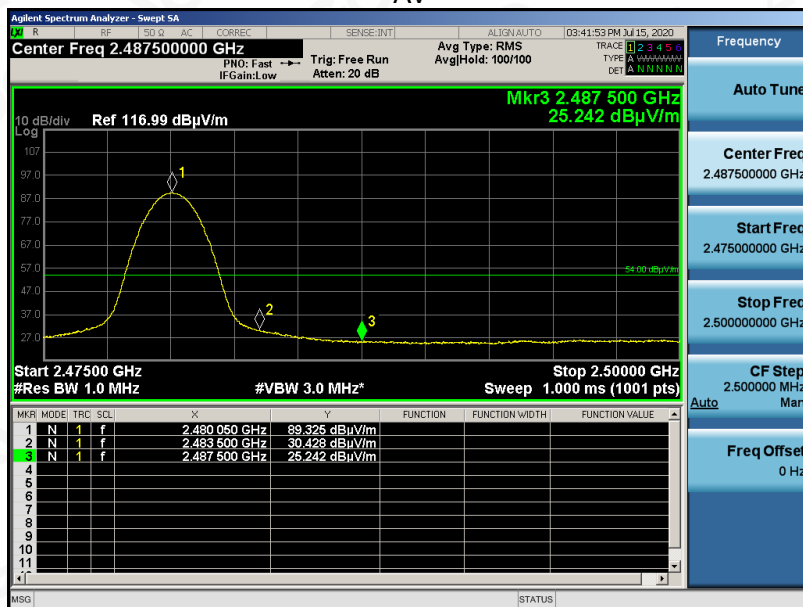 AV
Agilent Spectrum Analyzer - Swept SA
LXI R RF 50 Ω AC CORREC SENSE:INT ALIGN AUTO 03:41:53 PM Jul 15, 2020
Center Freq 2.487500000 GHz
PNO: Fast
IFGain:Low
Trig: Free Run
Atten: 20 dB
Avg Type: RMS
Avg|Hold: 100/100
TRACE 1 2 3 4 5 6
TYPE A
DET A N N N N N
Mkr3 2.487 500 GHz
25.242 dBµV/m
10 dB/div Ref 116.99 dBµV/m
Log
107
97.0
1
87.0
77.0
67.0
57.0
54.00 dBµV/m
47.0
37.0
2
3
27.0
Start 2.47500 GHz Stop 2.50000 GHz
#Res BW 1.0 MHz #VBW 3.0 MHz* Sweep 1.000 ms (1001 pts)
MKR MODE TRC SCL X Y FUNCTION FUNCTION WIDTH FUNCTION VALUE
1 N 1 f 2.480 050 GHz 89.325 dBµV/m
2 N 1 f 2.483 500 GHz 30.428 dBµV/m
3 N 1 f 2.487 500 GHz 25.242 dBµV/m
4
5
6
7
8
9
10
11
MSG STATUS
Frequency
Auto Tune
Center Freq
2.487500000 GHz
Start Freq
2.475000000 GHz
Stop Freq
2.500000000 GHz
CF Step
2.500000 MHz
Auto Man
Freq Offset
0 Hz